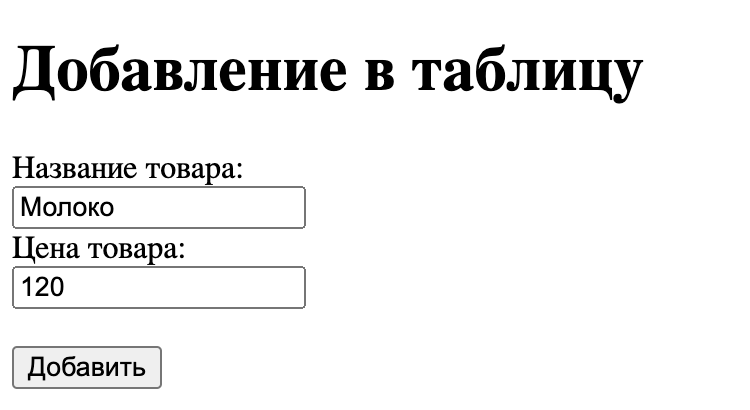 Добавление в таблицу
Название товара:
Молоко
Цена товара:
120
Добавить